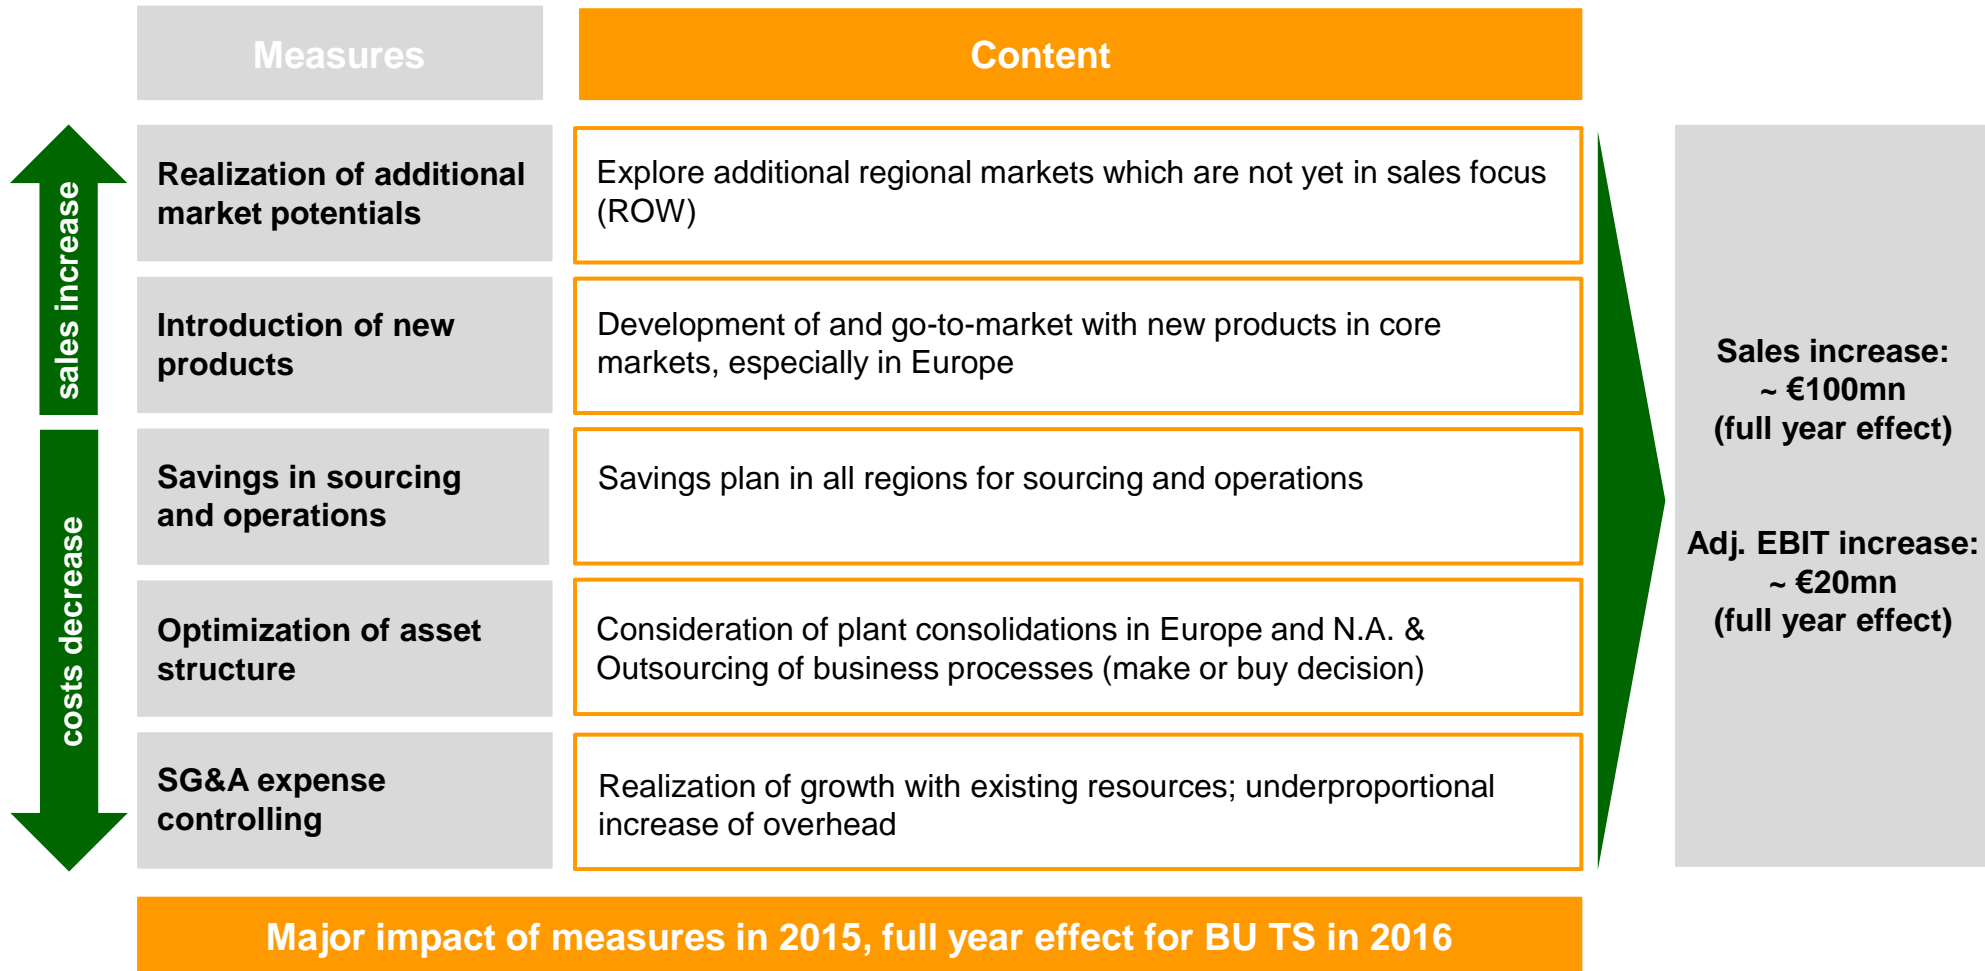 Measures
Content
sales increase
Realization of additional
market potentials
Explore additional regional markets which are not yet in sales focus
(ROW)
Introduction of new
products
Development of and go-to-market with new products in core
markets, especially in Europe
costs decrease
Savings in sourcing
and operations
Savings plan in all regions for sourcing and operations
Optimization of asset
structure
Consideration of plant consolidations in Europe and N.A. &
Outsourcing of business processes (make or buy decision)
SG&A expense
controlling
Realization of growth with existing resources; underproportional
increase of overhead
Sales increase:
~ €100mn
(full year effect)
Adj. EBIT increase:
~ €20mn
(full year effect)
Major impact of measures in 2015, full year effect for BU TS in 2016